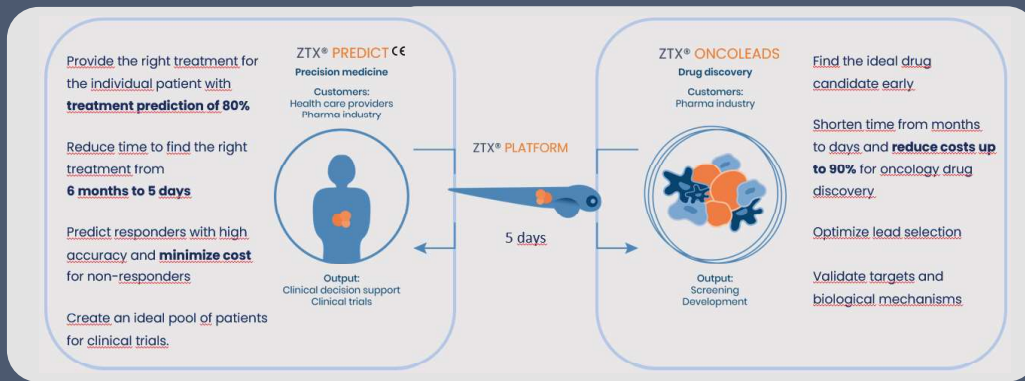 Provide the right treatment for
the individual patient with
treatment prediction of 80%
Reduce time to find the right
treatment from
6 months to 5 days
Predict responders with high
accuracy and minimize cost
for non-responders
Create an ideal pool of patients
for clinical trials.
ZTX® PREDICT CE
Precision medicine
Customers:
Health care providers
Pharma industry
Output:
Clinical decision support
Clinical trials
ZTX® PLATFORM
5 days
ZTX® ONCOLEADS
Drug discovery
Customers:
Pharma industry
Output:
Screening
Development
Find the ideal drug
candidate early
Shorten time from months
to days and reduce costs up
to 90% for oncology drug
discovery
Optimize lead selection
Validate targets and
biological mechanisms